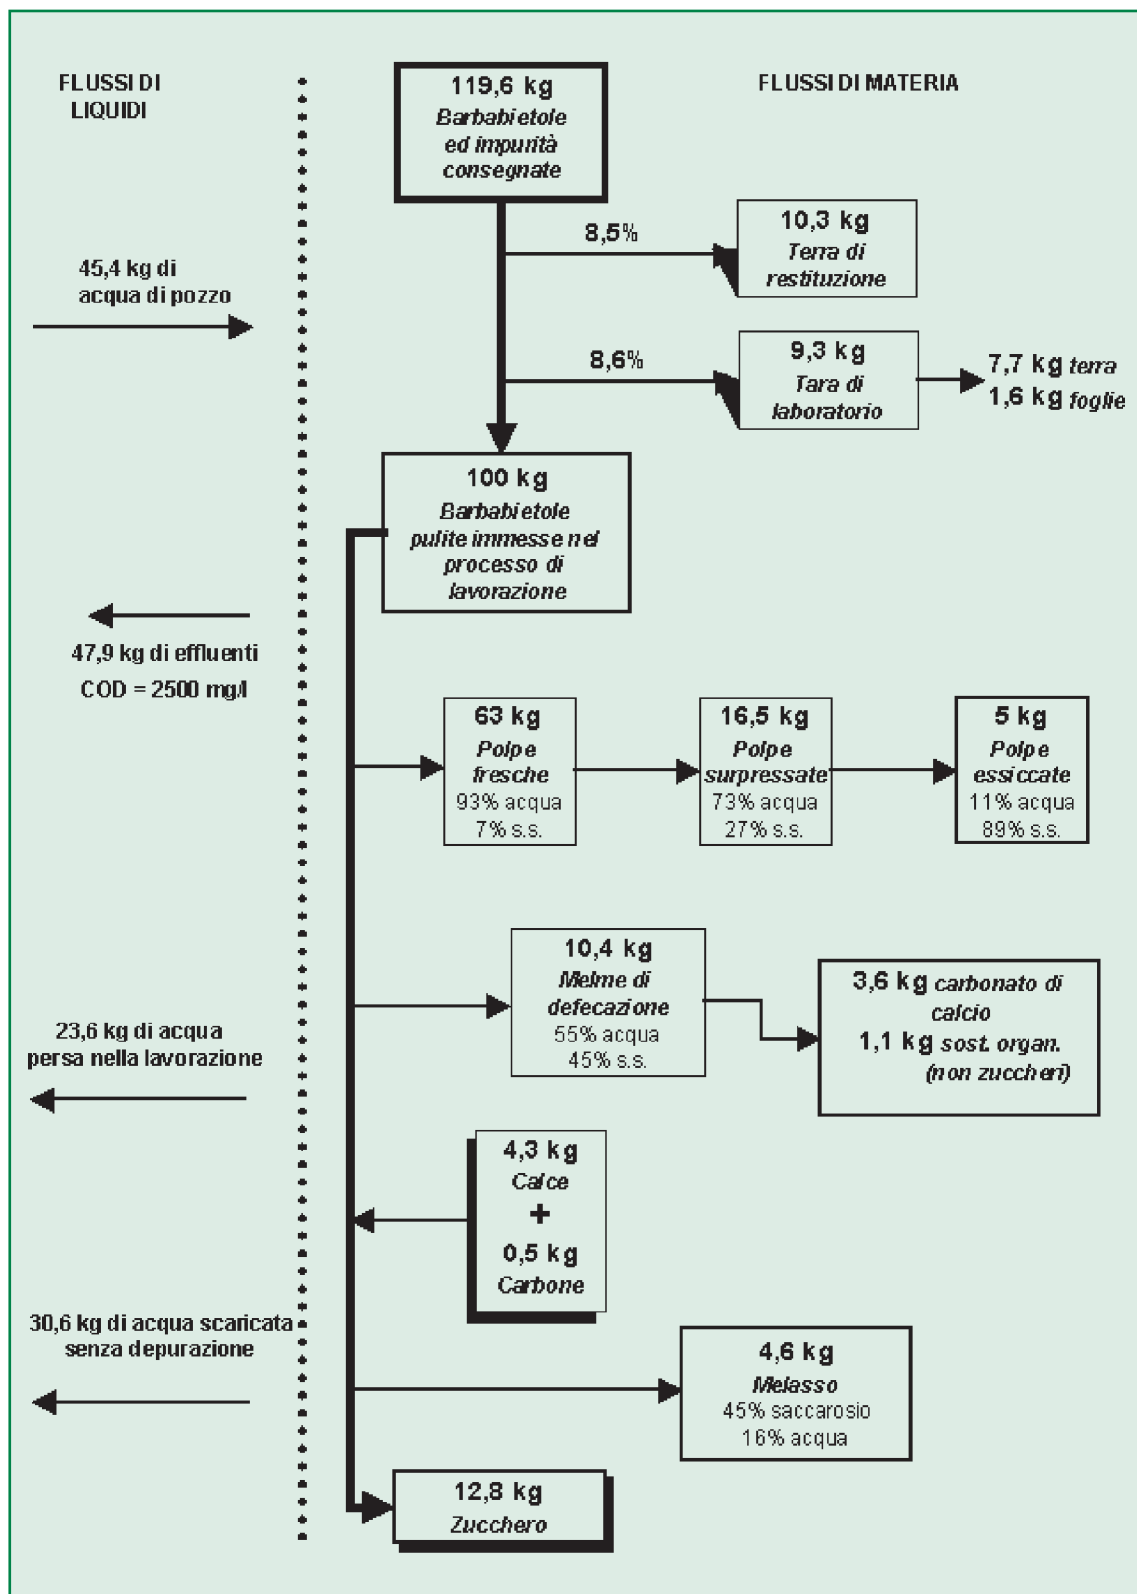 FLUSSI DI
LIQUIDI
FLUSSI DI MATERIA
119,6 kg
Barbabietole
ed impurità
consegnate
8,5%
10,3 kg
Terra di
restituzione
45,4 kg di
acqua di pozzo
8,6%
9,3 kg
Tara di
laboratorio
7,7 kg terra
1,6 kg foglie
100 kg
Barbabietole
pulite immesse nel
processo di
lavorazione
47,9 kg di effluenti
COD = 2500 mg/l
63 kg
Polpe
fresche
93% acqua
7% s.s.
16,5 kg
Polpe
surpressate
73% acqua
27% s.s.
5 kg
Polpe
essiccate
11% acqua
89% s.s.
10,4 kg
Melme di
defecazione
55% acqua
45% s.s.
3,6 kg carbonato di
calcio
1,1 kg sost. organ.
(non zuccheri)
23,6 kg di acqua
persa nella lavorazione
4,3 kg
Calce
+
0,5 kg
Carbone
30,6 kg di acqua scaricata
senza depurazione
4,6 kg
Melasso
45% saccarosio
16% acqua
12,8 kg
Zucchero